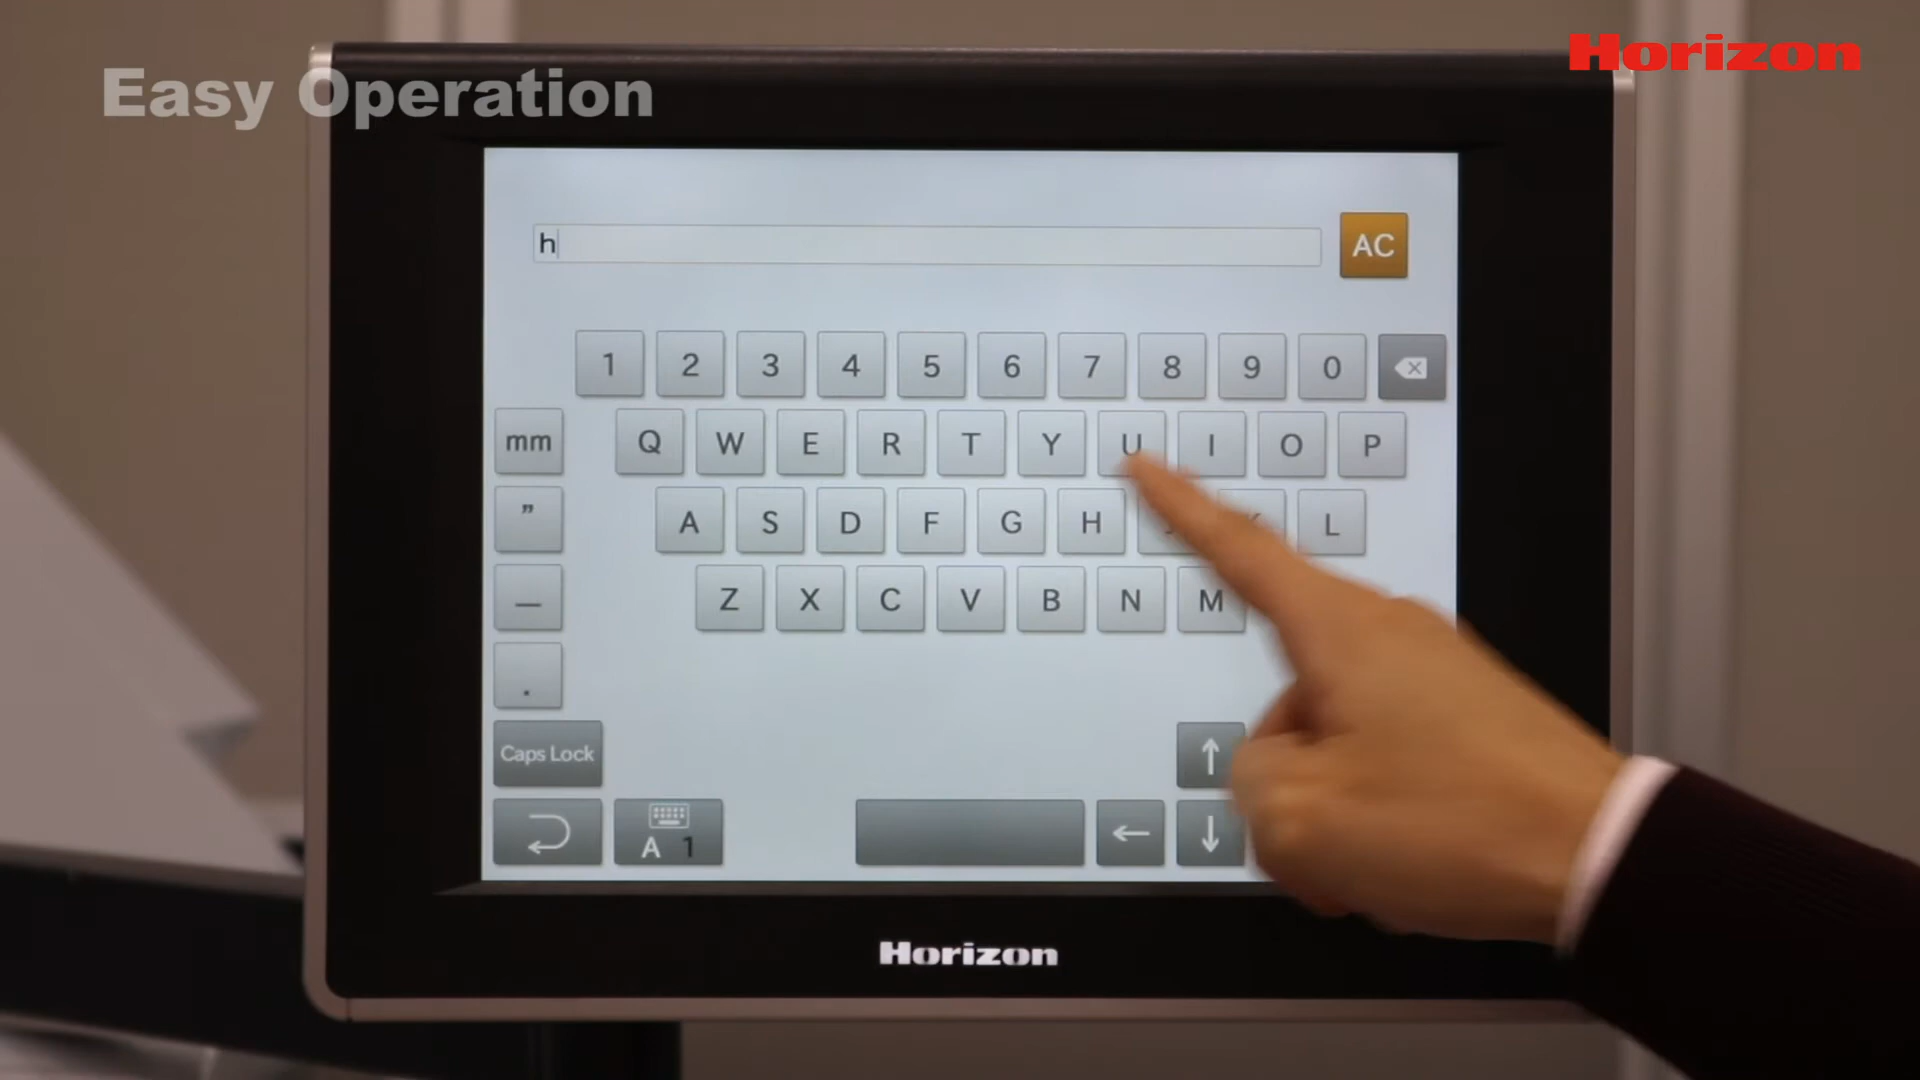 Easy Operation
Horizon
h
AC
1 2 3 4 5 6 7 8 9 0
mm Q W E R T Y U I O P
" A S D F G H J K L
_ Z X C V B N M
.
Caps Lock ↑
A 1 ← ↓
Horizon